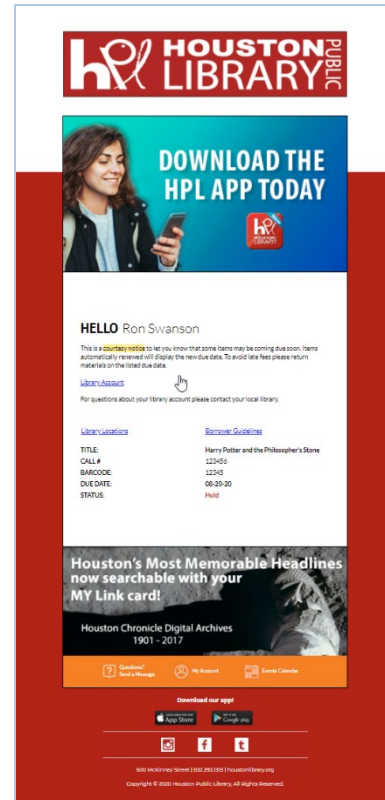 hpl HOUSTON PUBLIC LIBRARY
DOWNLOAD THE
HPL APP TODAY
HELLO Ron Swanson
This is a courtesy notice to let you know that some items may be coming due soon. Items
automatically renewed will display the new due date. To avoid late fees please return
materials on the listed due date.
Library Account
For questions about your library account please contact your local library.
Library Locations Borrower Guidelines
TITLE: Harry Potter and the Philosopher's Stone
CALL # 123456
BARCODE: 12345
DUE DATE: 08-20-20
STATUS: Hold
Houston's Most Memorable Headlines
now searchable with your
MY Link card!
Houston Chronicle Digital Archives
1901 - 2017
Questions?
Send a Message
My Account
Events Calendar
Download our app!
App Store
Google play
500 McKinney Street | 832.393.1313 | houstonlibrary.org
Copyright © 2020 Houston Public Library, All Rights Reserved.